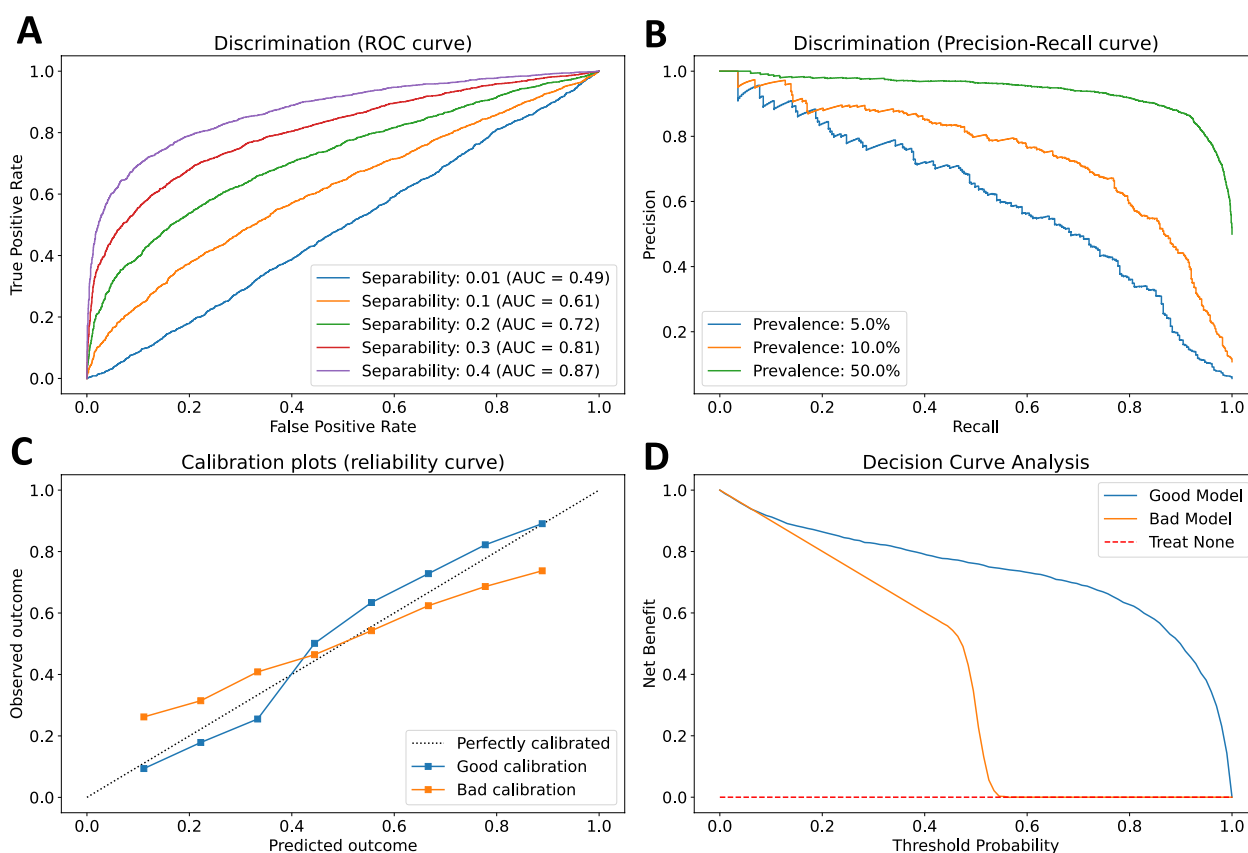 A
Discrimination (ROC curve)
True Positive Rate
1.0
0.8
0.6
0.4
0.2
0.0
Separability: 0.01 (AUC = 0.49)
Separability: 0.1 (AUC = 0.61)
Separability: 0.2 (AUC = 0.72)
Separability: 0.3 (AUC = 0.81)
Separability: 0.4 (AUC = 0.87)
0.0 0.2 0.4 0.6 0.8 1.0
False Positive Rate
B
Discrimination (Precision-Recall curve)
Precision
1.0
0.8
0.6
0.4
0.2
Prevalence: 5.0%
Prevalence: 10.0%
Prevalence: 50.0%
0.0 0.2 0.4 0.6 0.8 1.0
Recall
C
Calibration plots (reliability curve)
Observed outcome
1.0
0.8
0.6
0.4
0.2
0.0
Perfectly calibrated
Good calibration
Bad calibration
0.0 0.2 0.4 0.6 0.8 1.0
Predicted outcome
D
Decision Curve Analysis
Net Benefit
1.0
0.8
0.6
0.4
0.2
0.0
Good Model
Bad Model
Treat None
0.0 0.2 0.4 0.6 0.8 1.0
Threshold Probability